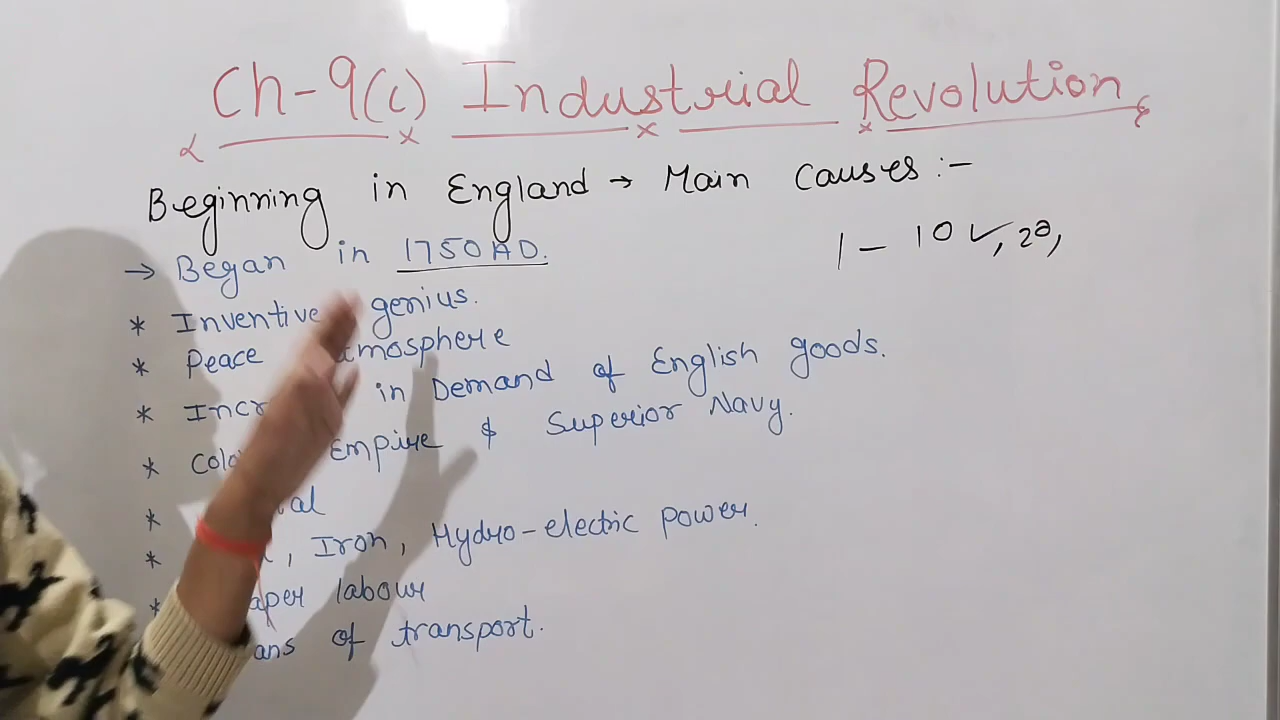 Ch-9(i) Industrial Revolution
Beginning in England → Main Causes :-
→ Began in 1750 AD.
1 - 10 ✓, 20,
* Inventive genius.
* Peace atmosphere
* in Demand of English goods.
* Empire & Superior Navy.
*
* , Iron, Hydro-electric power.
* labour
of transport.